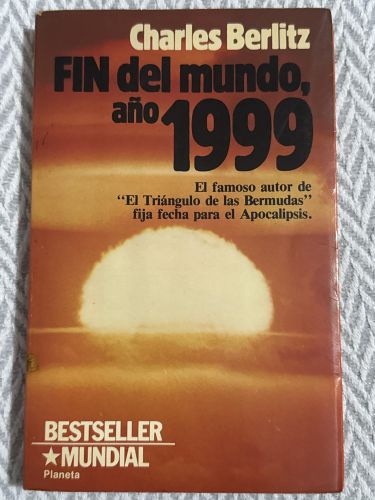 Charles Berlitz
FIN del mundo,
año 1999
El famoso autor de
“El Triángulo de las Bermudas”
fija fecha para el Apocalipsis.
BESTSELLER
★MUNDIAL
Planeta